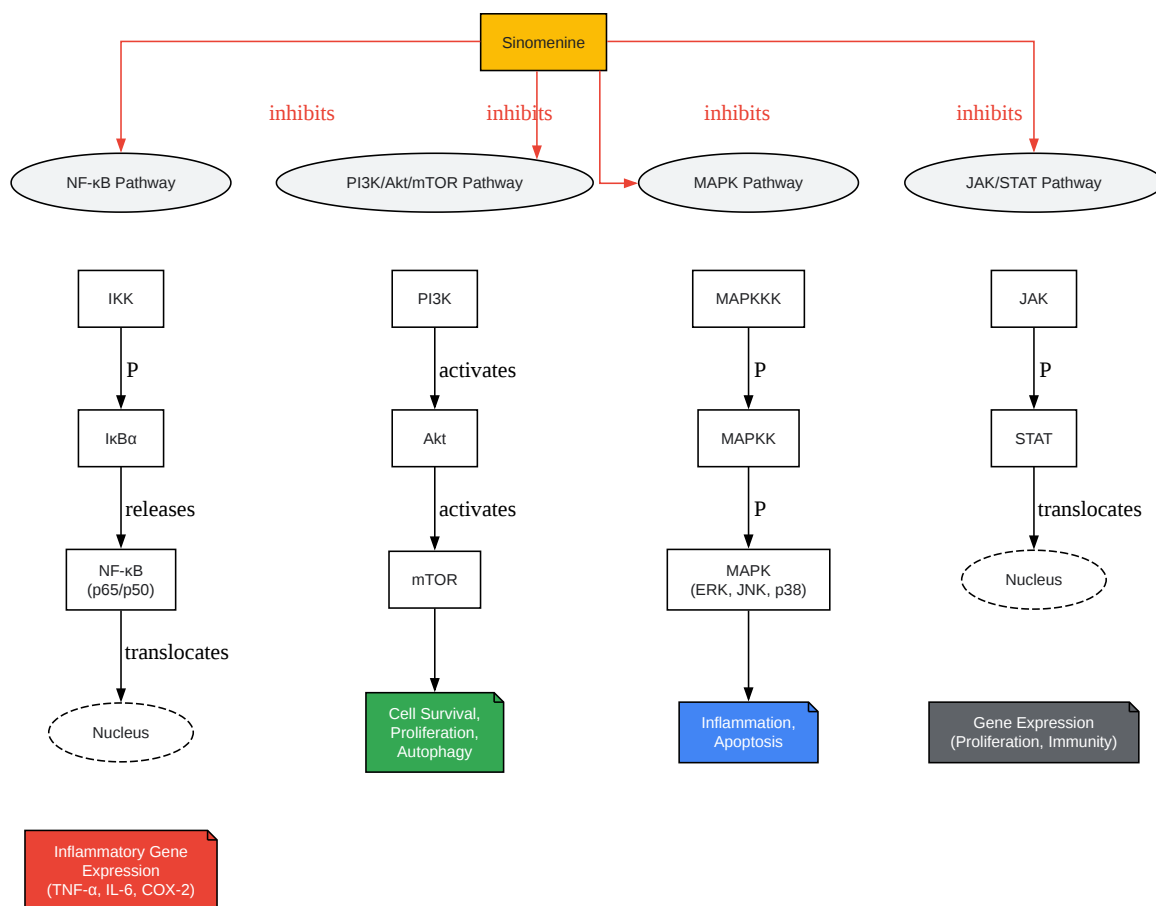 Sinomenine
inhibits
inhibits
inhibits
inhibits
NF-κB Pathway
PI3K/Akt/mTOR Pathway
MAPK Pathway
JAK/STAT Pathway
IKK
PI3K
MAPKKK
JAK
P
activates
P
P
IκBα
Akt
MAPKK
STAT
releases
activates
P
translocates
NF-κB
(p65/p50)
mTOR
MAPK
(ERK, JNK, p38)
Nucleus
translocates
Nucleus
Cell Survival,
Proliferation,
Autophagy
Inflammation,
Apoptosis
Gene Expression
(Proliferation, Immunity)
Inflammatory Gene
Expression
(TNF-α, IL-6, COX-2)